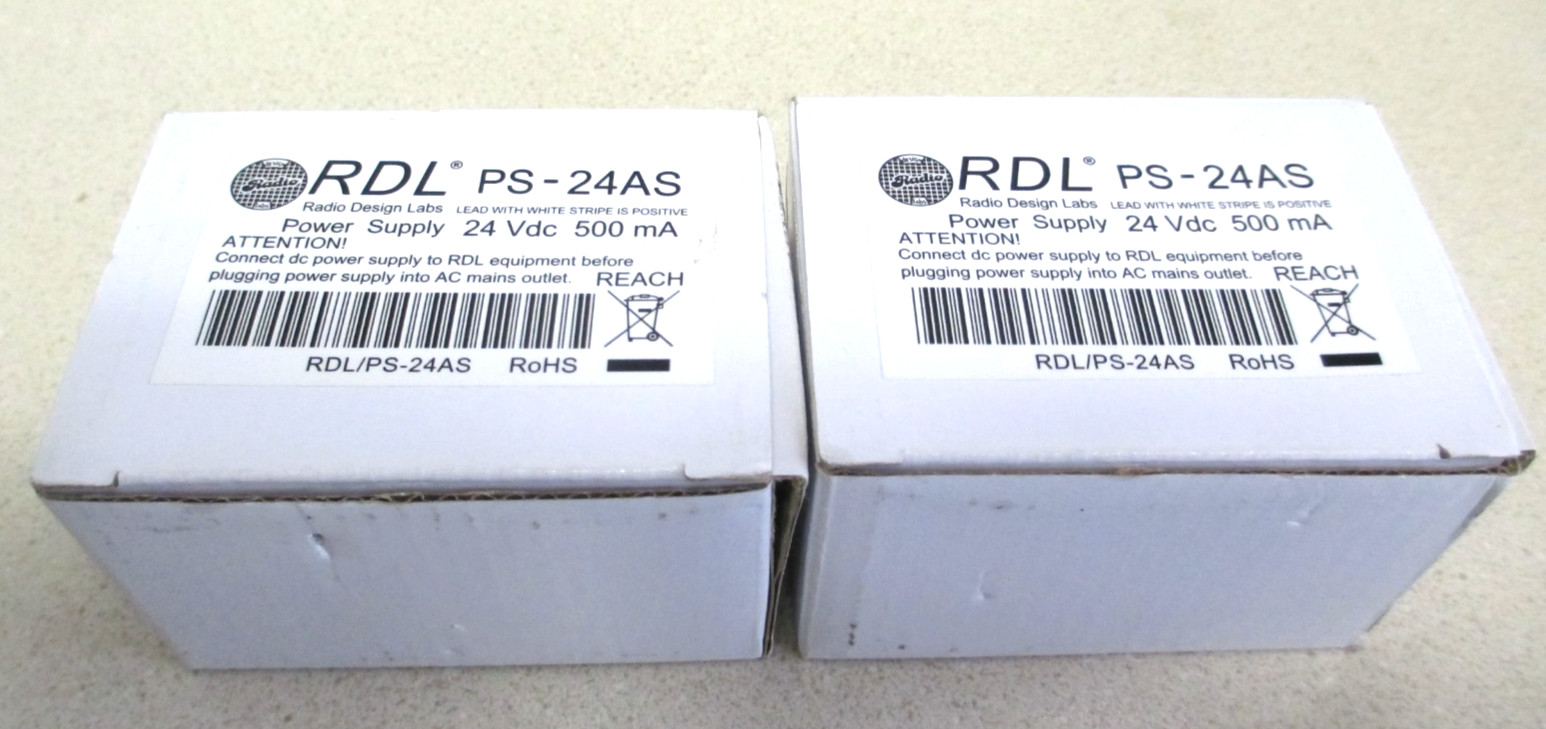 Radio
Labs
RDL® PS-24AS
Radio Design Labs LEAD WITH WHITE STRIPE IS POSITIVE
Power Supply 24 Vdc 500 mA
ATTENTION!
Connect dc power supply to RDL equipment before
plugging power supply into AC mains outlet. REACH
RDL/PS-24AS RoHS
Radio
Labs
RDL® PS-24AS
Radio Design Labs LEAD WITH WHITE STRIPE IS POSITIVE
Power Supply 24 Vdc 500 mA
ATTENTION!
Connect dc power supply to RDL equipment before
plugging power supply into AC mains outlet. REACH
RDL/PS-24AS RoHS